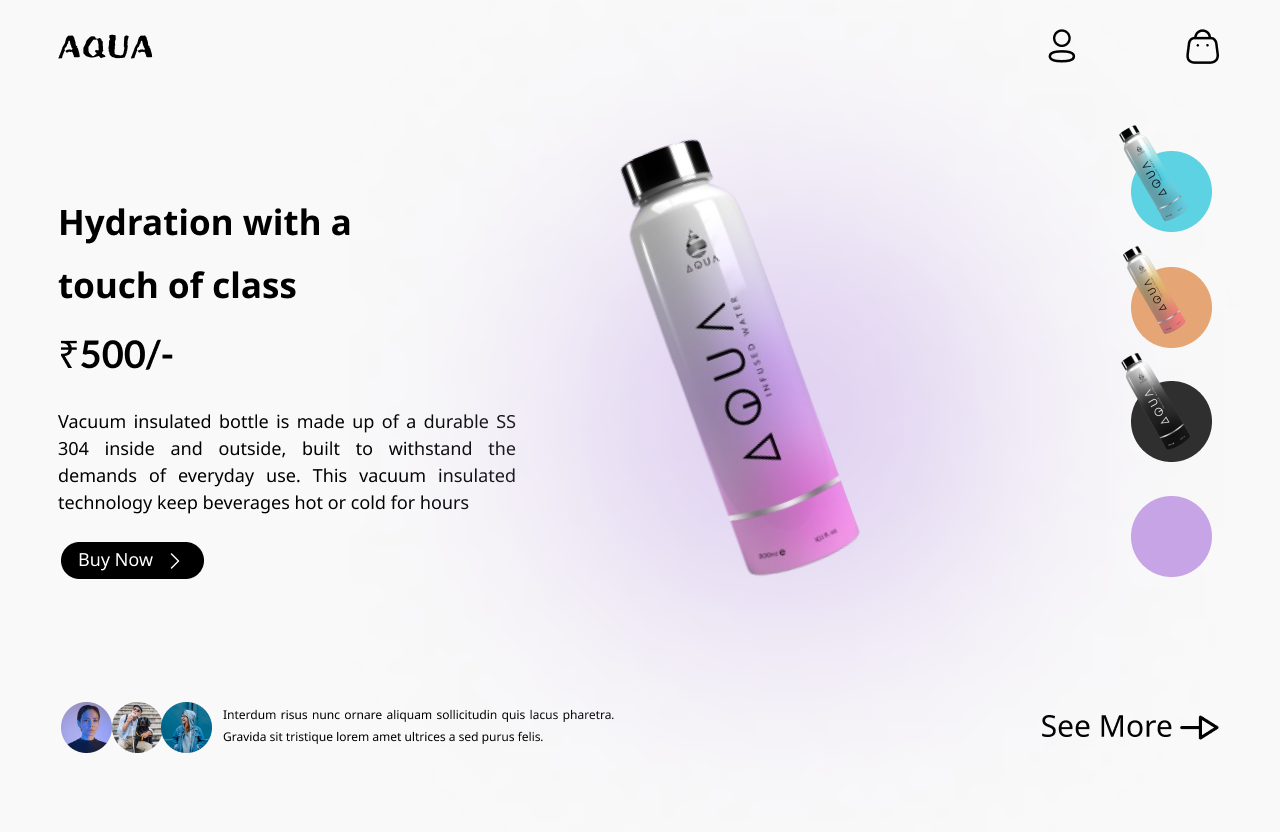 AQUA
Hydration with a
touch of class
₹500/-
Vacuum insulated bottle is made up of a durable SS
304 inside and outside, built to withstand the
demands of everyday use. This vacuum insulated
technology keep beverages hot or cold for hours
Buy Now
AQUA
AQUA
INFUSED WATER
AQUA
AQUA
AQUA
Interdum risus nunc ornare aliquam sollicitudin quis lacus pharetra.
Gravida sit tristique lorem amet ultrices a sed purus felis.
See More